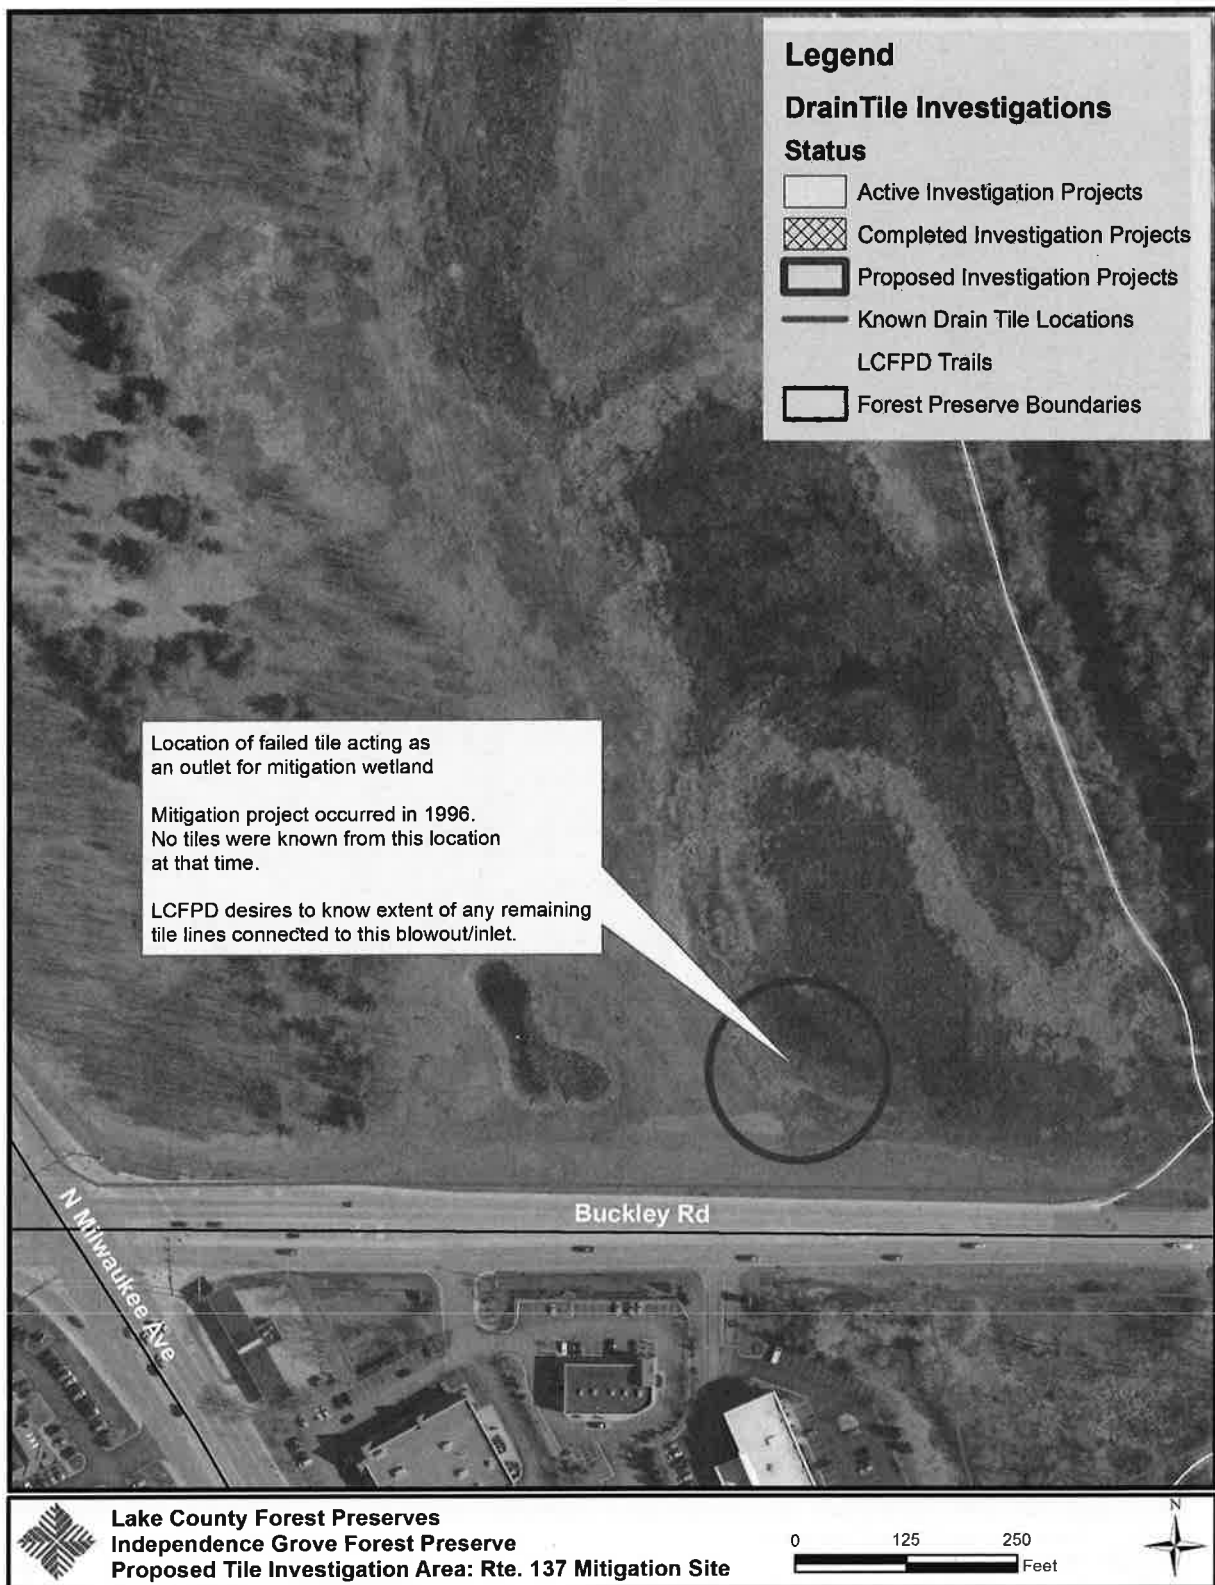 Legend
DrainTile Investigations
Status
Active Investigation Projects
Completed Investigation Projects
Proposed Investigation Projects
Known Drain Tile Locations
LCFPD Trails
Forest Preserve Boundaries
Location of failed tile acting as
an outlet for mitigation wetland
Mitigation project occurred in 1996.
No tiles were known from this location
at that time.
LCFPD desires to know extent of any remaining
tile lines connected to this blowout/inlet.
Buckley Rd
N Milwaukee Ave
Lake County Forest Preserves
Independence Grove Forest Preserve
Proposed Tile Investigation Area: Rte. 137 Mitigation Site
0 125 250
Feet
N